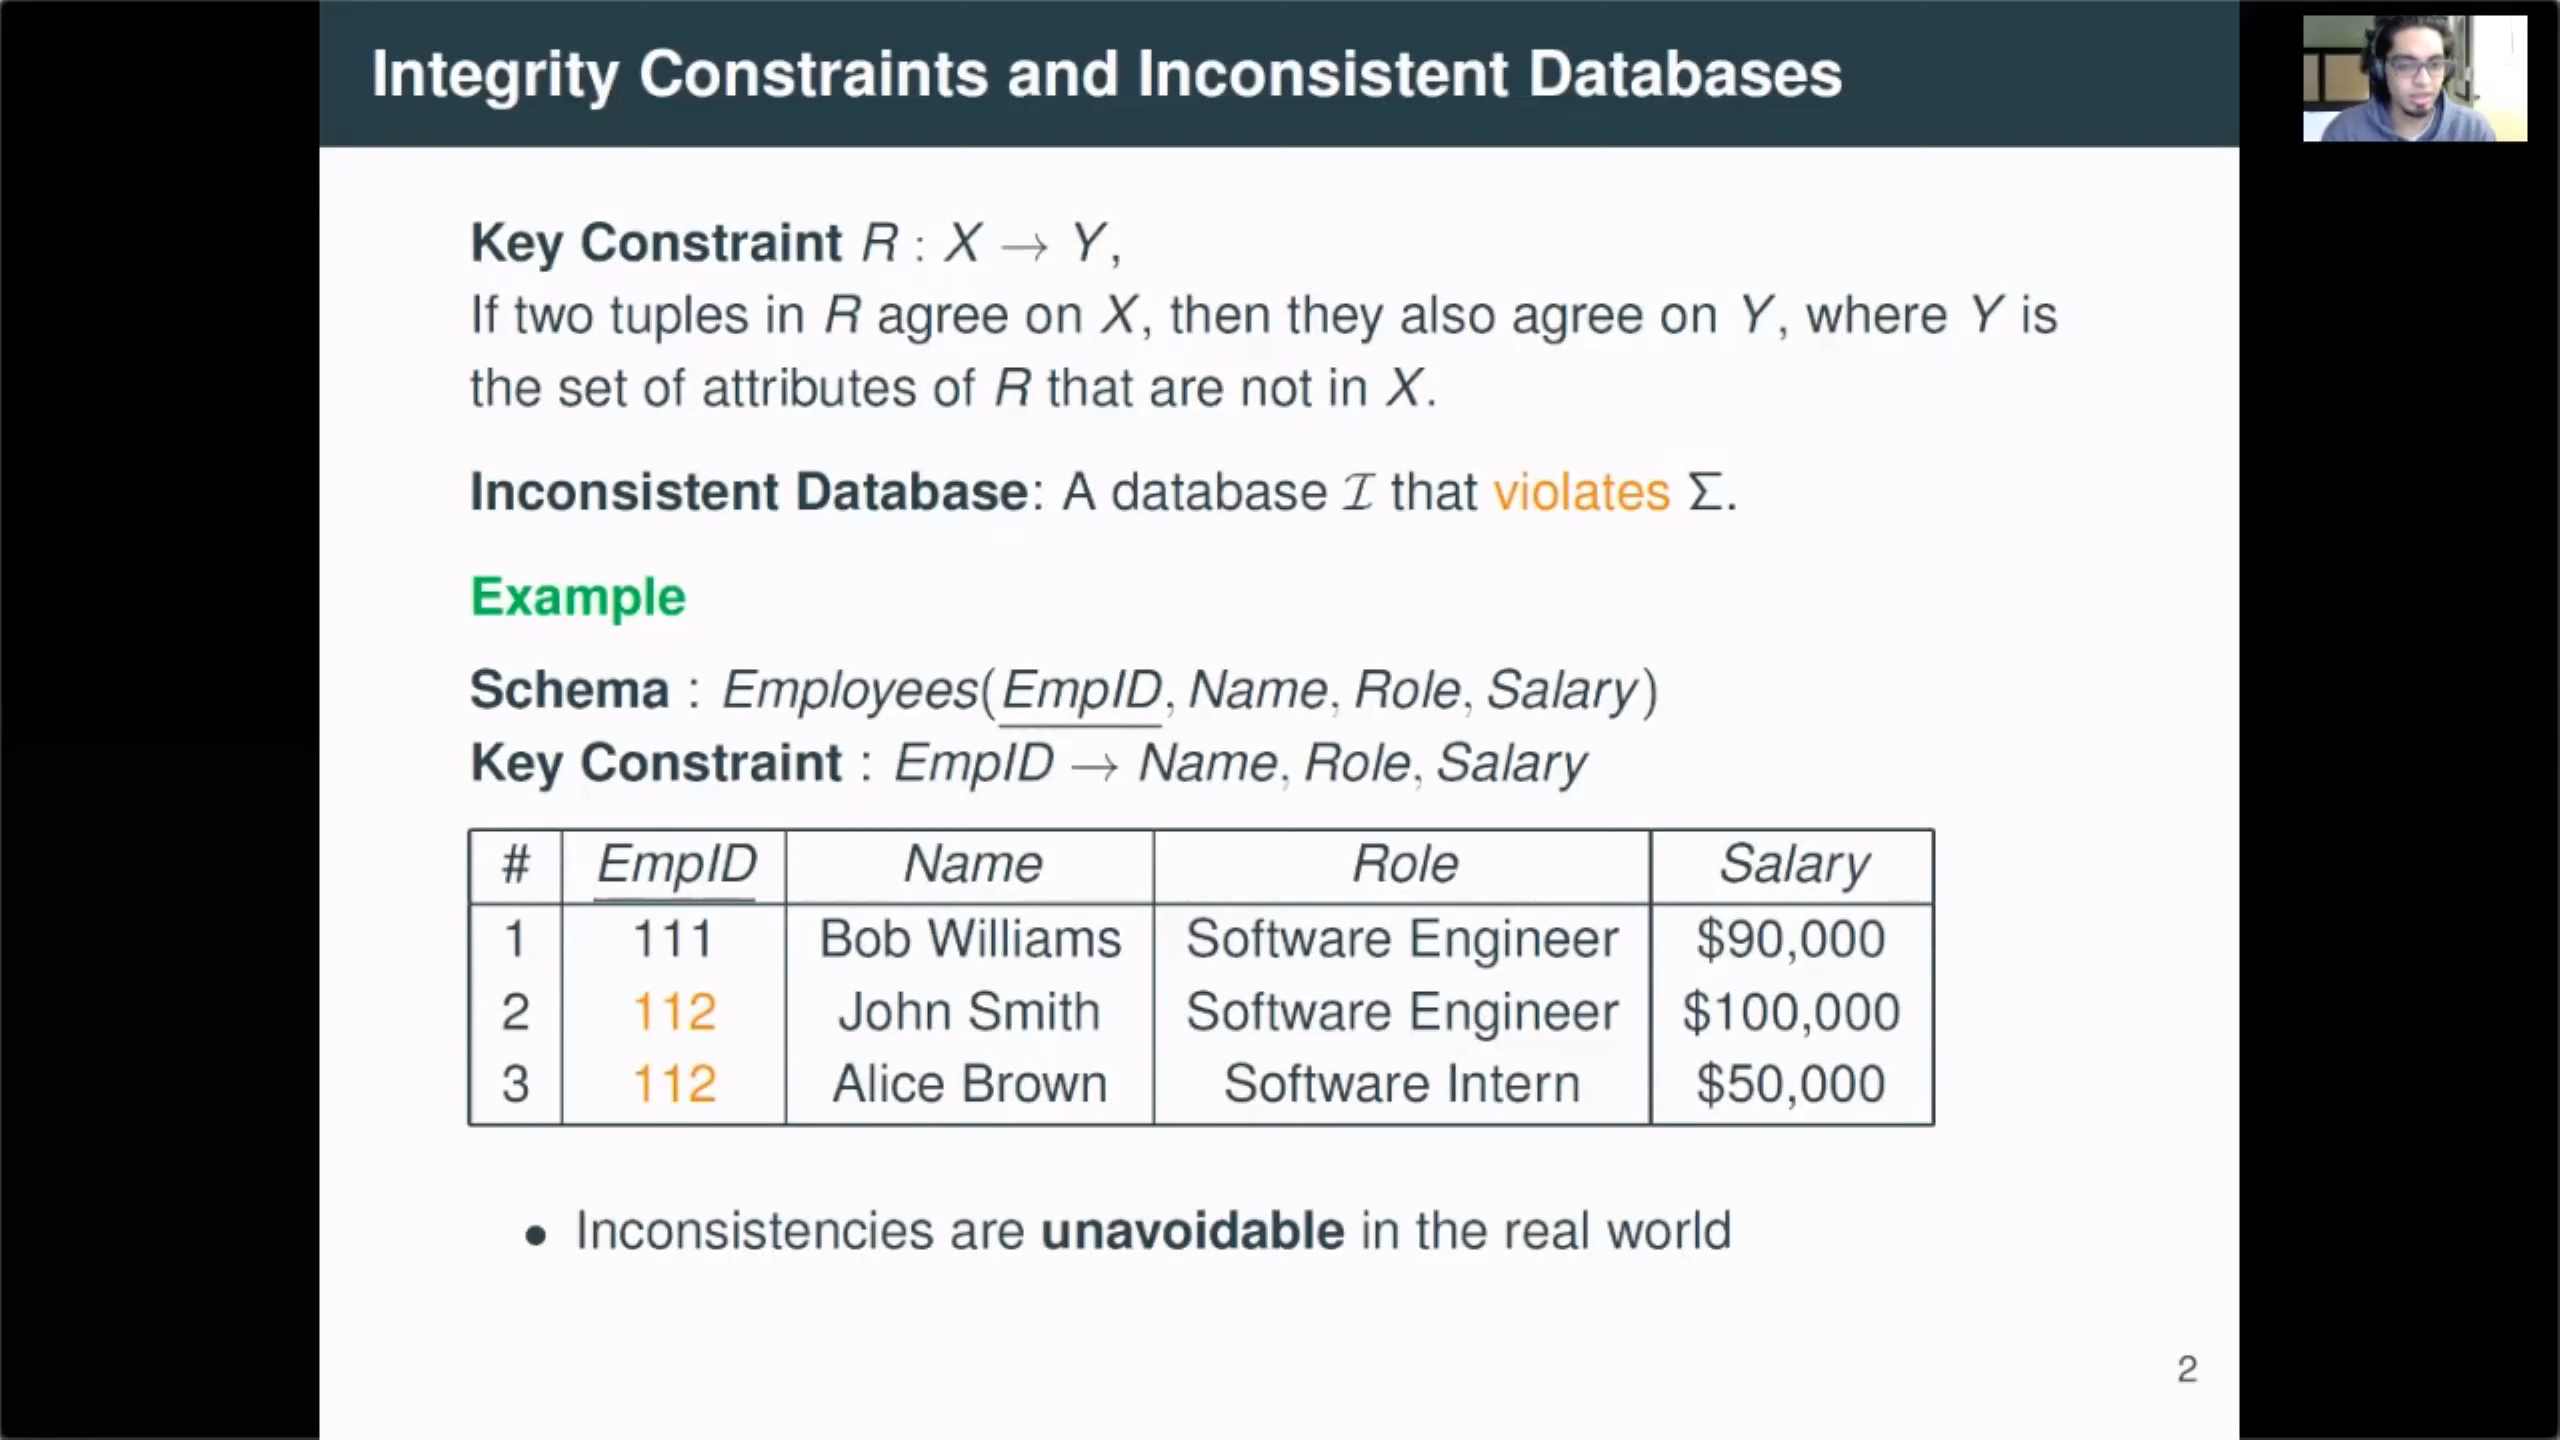 Integrity Constraints and Inconsistent Databases
Key Constraint R : X → Y,
If two tuples in R agree on X, then they also agree on Y, where Y is
the set of attributes of R that are not in X.
Inconsistent Database: A database ℐ that violates Σ.
Example
Schema : Employees(EmpID, Name, Role, Salary)
Key Constraint : EmpID → Name, Role, Salary
# EmpID Name Role Salary
1 111 Bob Williams Software Engineer $90,000
2 112 John Smith Software Engineer $100,000
3 112 Alice Brown Software Intern $50,000
• Inconsistencies are unavoidable in the real world
2